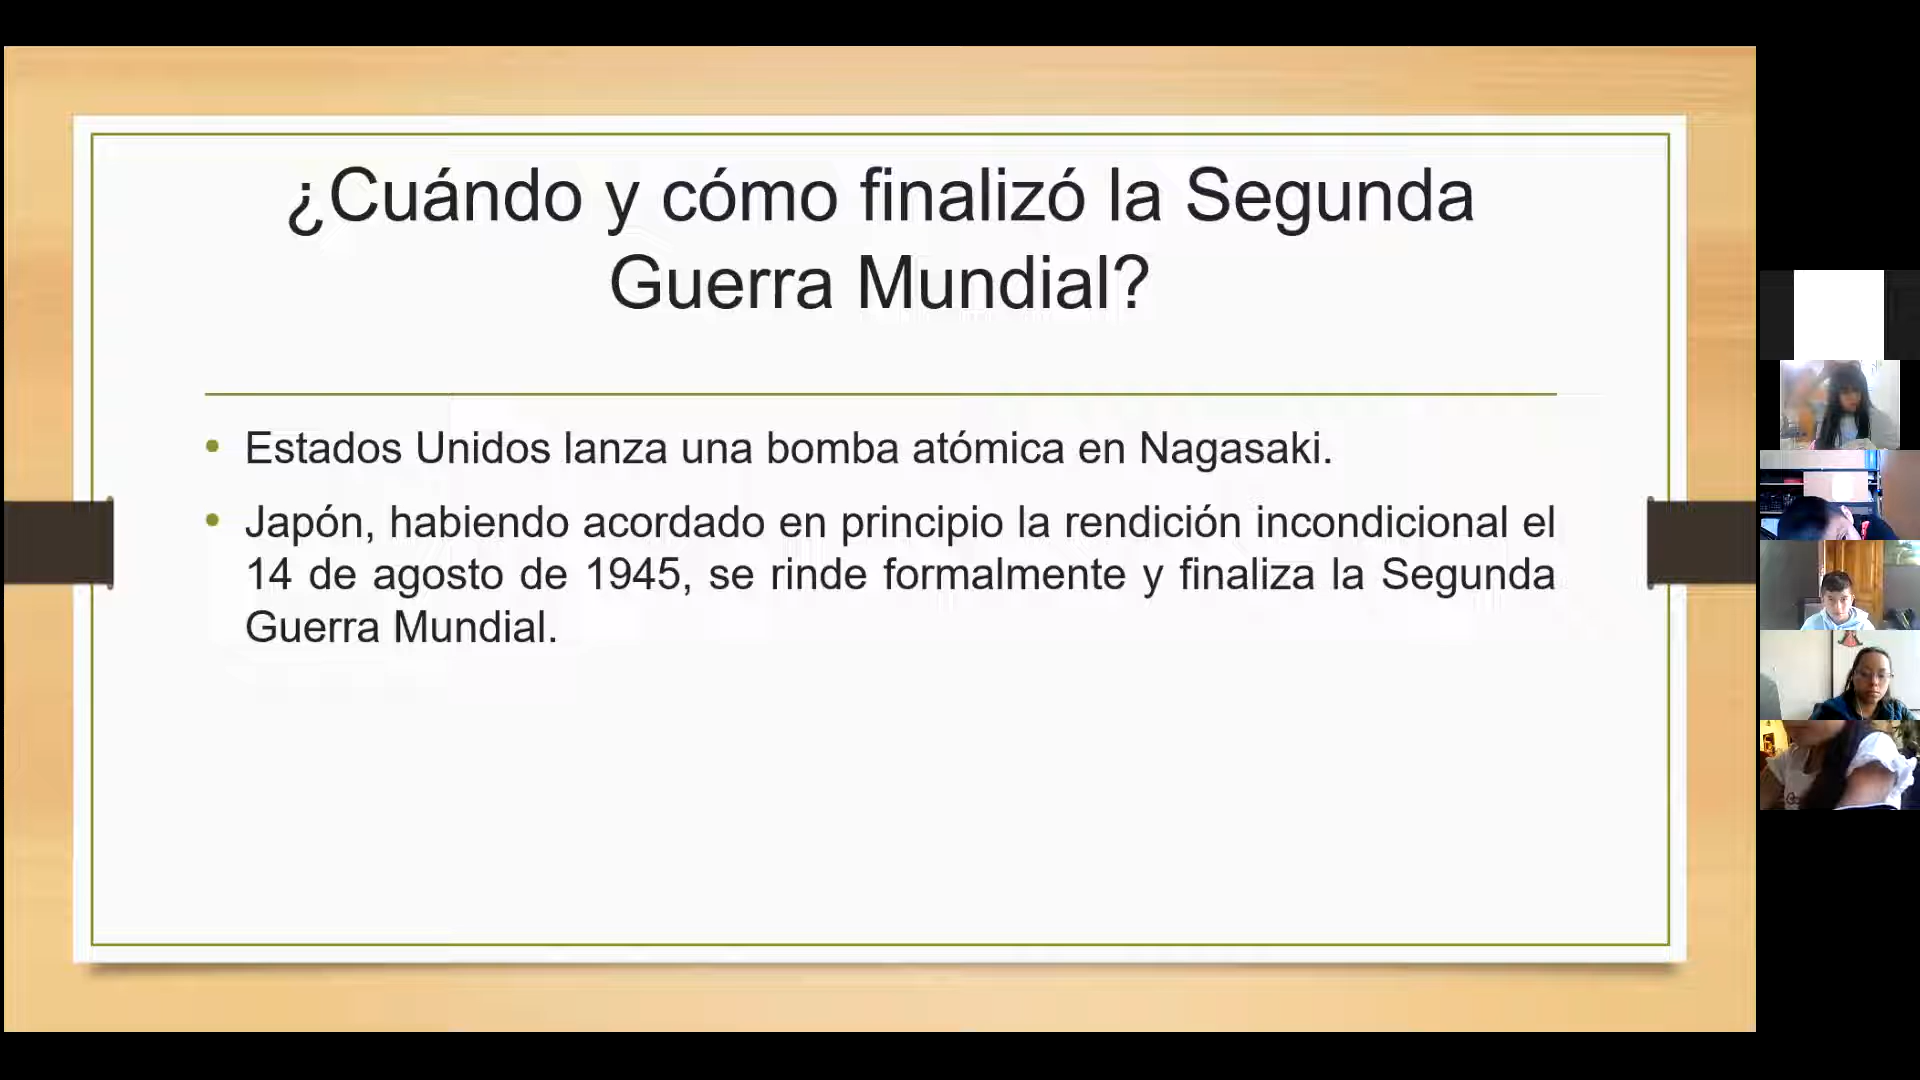 ¿Cuándo y cómo finalizó la Segunda
Guerra Mundial?
• Estados Unidos lanza una bomba atómica en Nagasaki.
• Japón, habiendo acordado en principio la rendición incondicional el
14 de agosto de 1945, se rinde formalmente y finaliza la Segunda
Guerra Mundial.